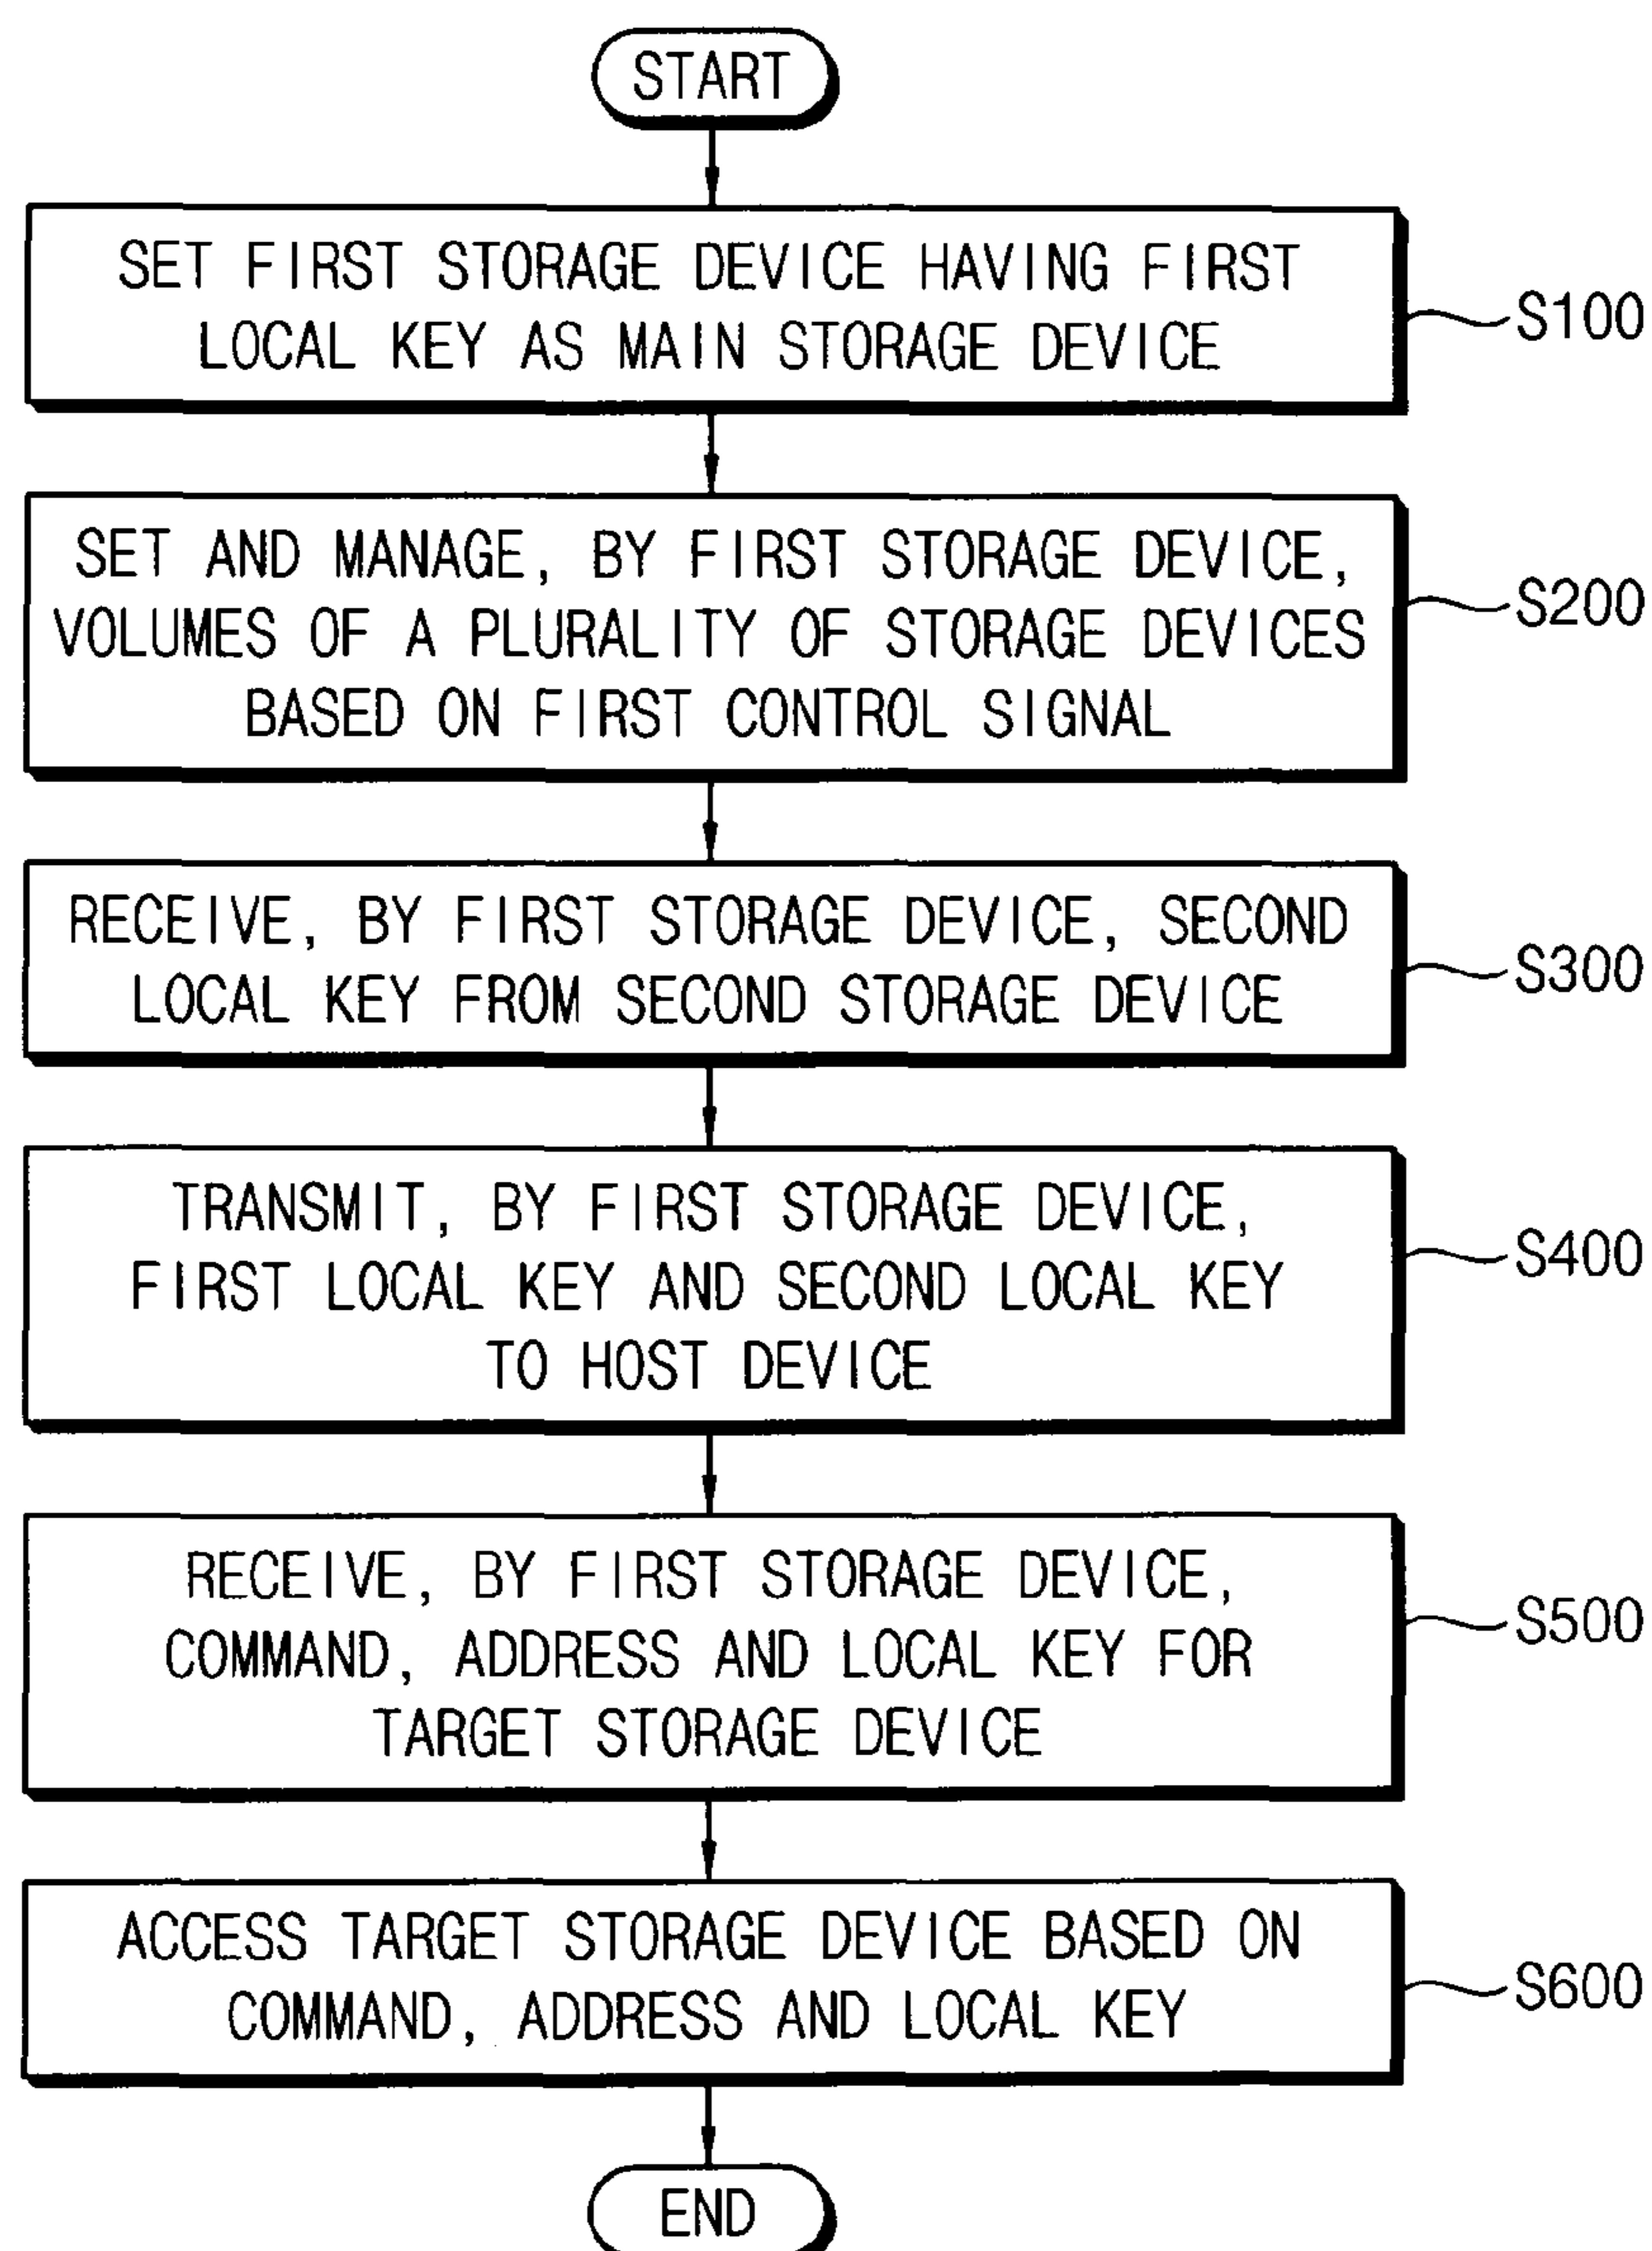 START
SET FIRST STORAGE DEVICE HAVING FIRST
LOCAL KEY AS MAIN STORAGE DEVICE
S100
SET AND MANAGE, BY FIRST STORAGE DEVICE,
VOLUMES OF A PLURALITY OF STORAGE DEVICES
BASED ON FIRST CONTROL SIGNAL
S200
RECEIVE, BY FIRST STORAGE DEVICE, SECOND
LOCAL KEY FROM SECOND STORAGE DEVICE
S300
TRANSMIT, BY FIRST STORAGE DEVICE,
FIRST LOCAL KEY AND SECOND LOCAL KEY
TO HOST DEVICE
S400
RECEIVE, BY FIRST STORAGE DEVICE,
COMMAND, ADDRESS AND LOCAL KEY FOR
TARGET STORAGE DEVICE
S500
ACCESS TARGET STORAGE DEVICE BASED ON
COMMAND, ADDRESS AND LOCAL KEY
S600
END